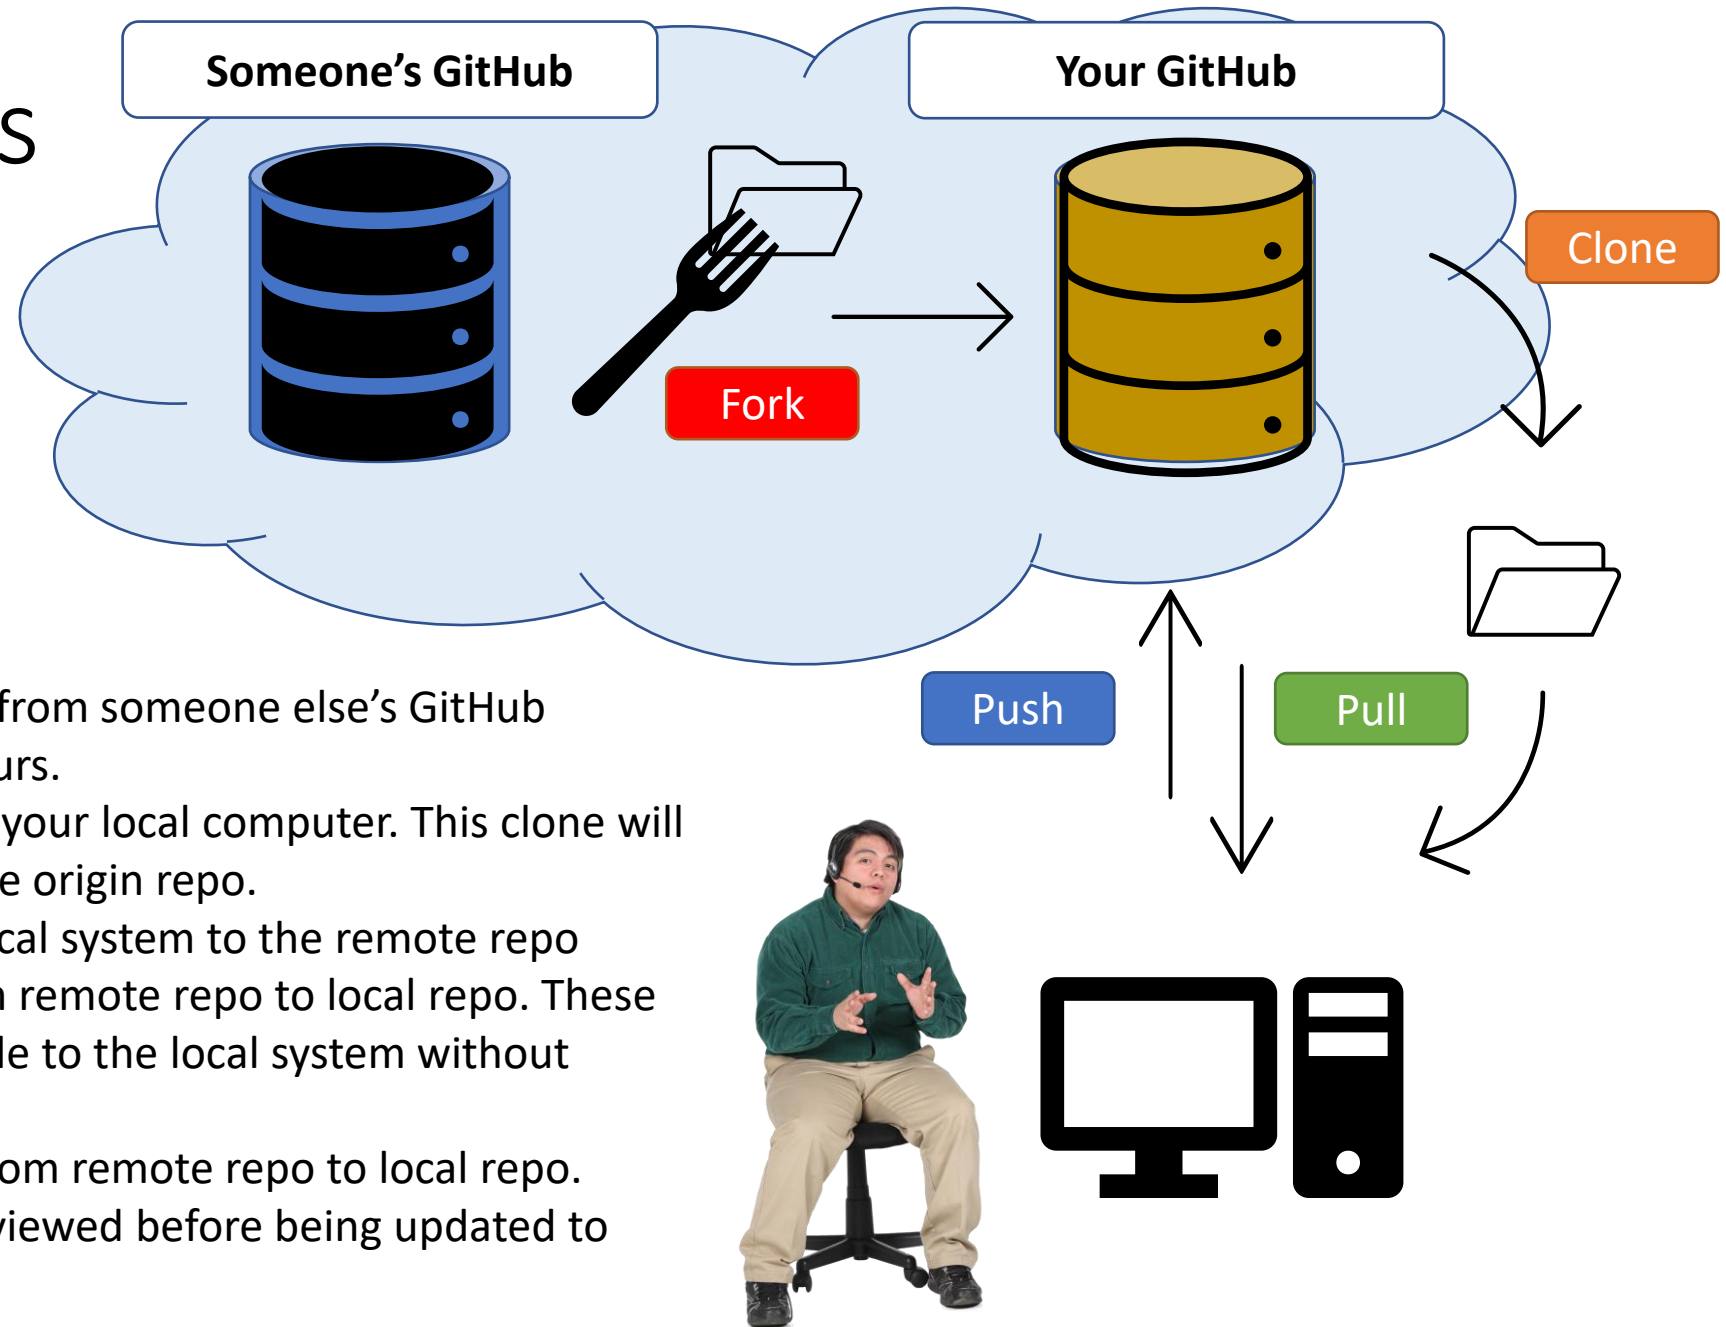 Someone's GitHub
Your GitHub
s
Clone
Fork
Push
Pull
from someone else's GitHub
urs.
your local computer. This clone will
e origin repo.
cal system to the remote repo
n remote repo to local repo. These
le to the local system without
om remote repo to local repo.
viewed before being updated to